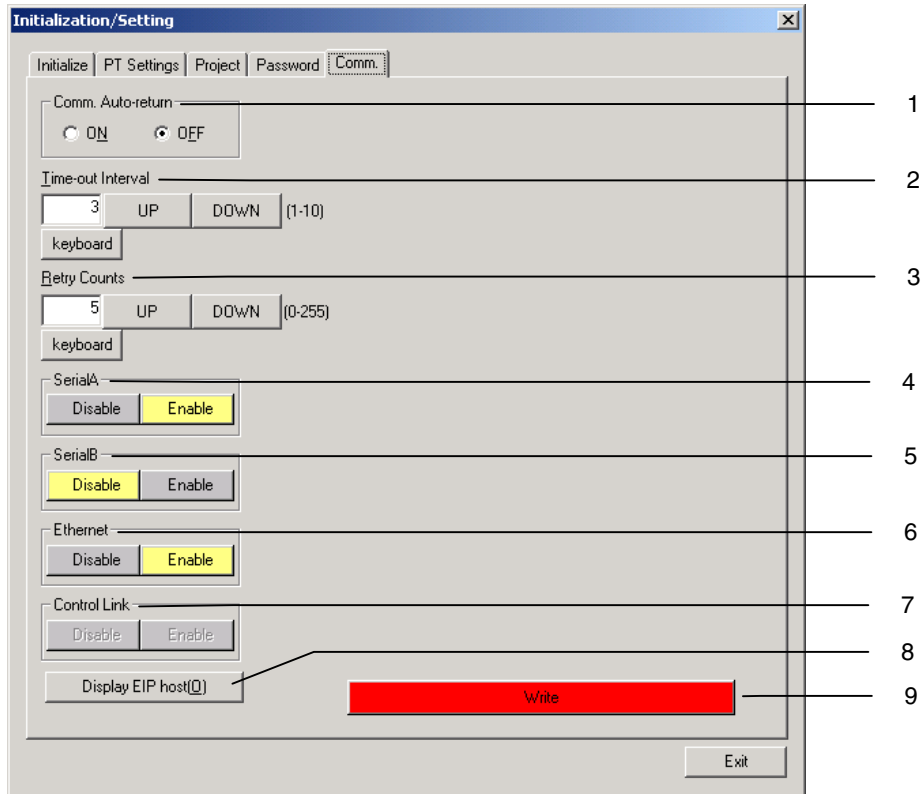 Initialization/Setting
Initialize PT Settings Project Password Comm.
Comm. Auto-return 1
ON OFF
Time-out Interval 2
3 UP DOWN (1-10)
keyboard
Retry Counts 3
5 UP DOWN (0-255)
keyboard
SerialA 4
Disable Enable
SerialB 5
Disable Enable
Ethernet 6
Disable Enable
Control Link 7
Disable Enable
8
Display EIP host(O)
Write 9
Exit